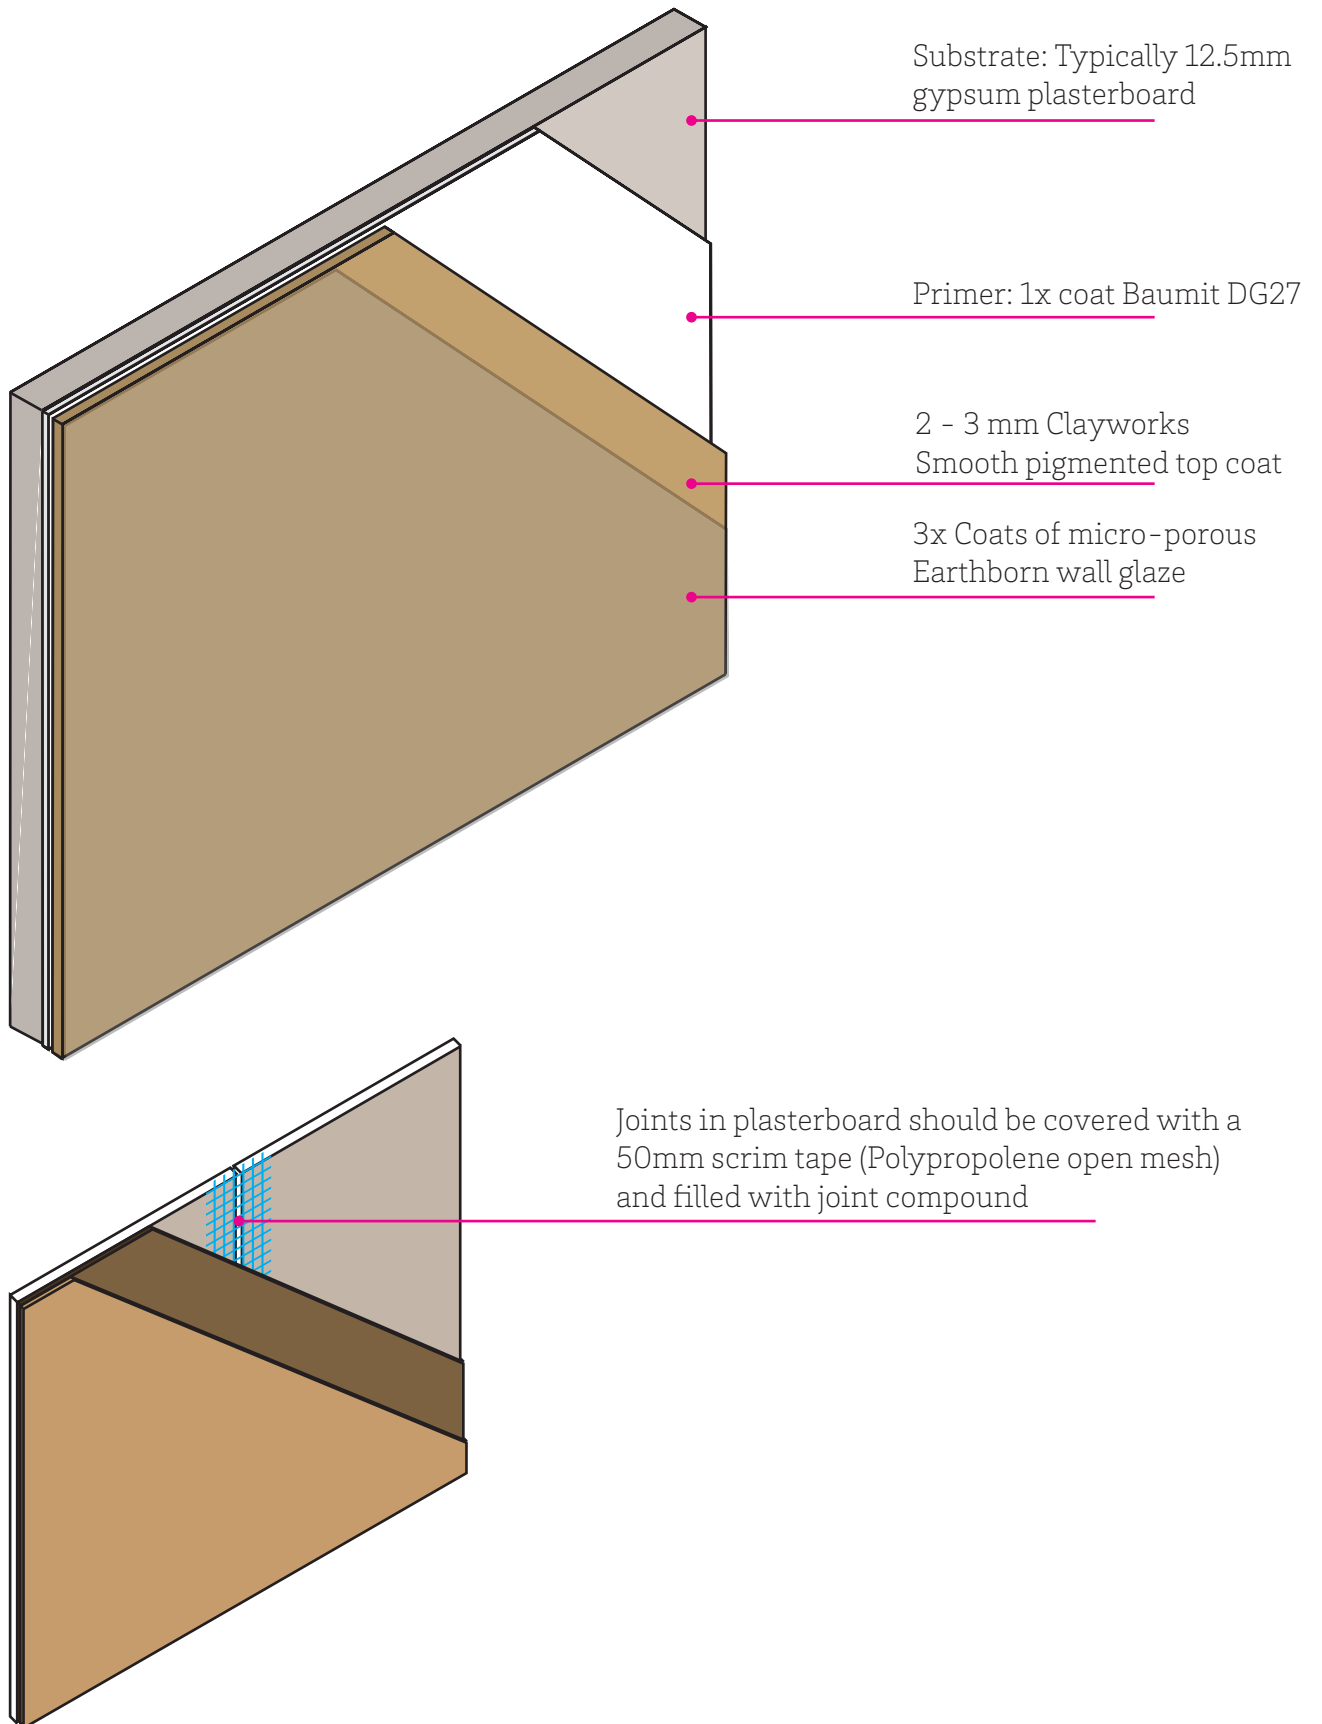 Substrate: Typically 12.5mm
gypsum plasterboard
Primer: 1x coat Baumit DG27
2 - 3 mm Clayworks
Smooth pigmented top coat
3x Coats of micro-porous
Earthborn wall glaze
Joints in plasterboard should be covered with a
50mm scrim tape (Polypropolene open mesh)
and filled with joint compound